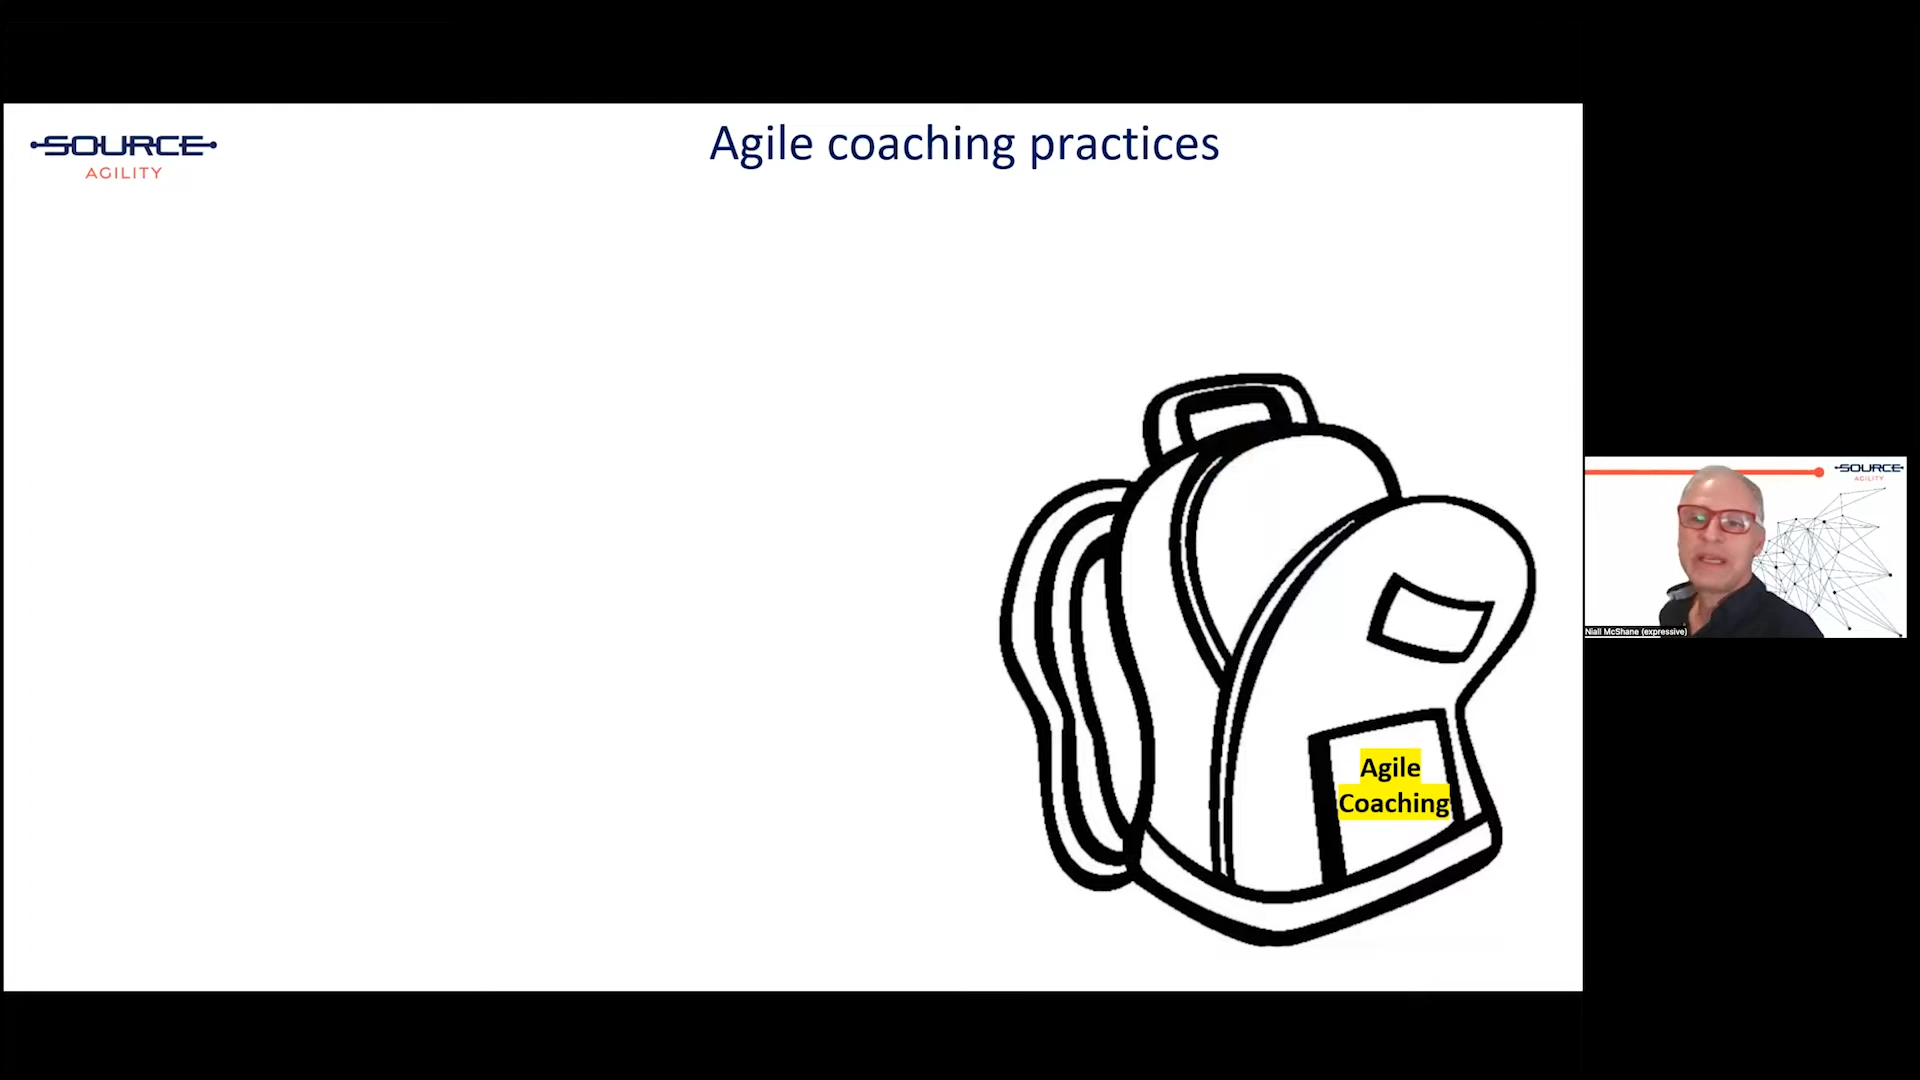 SOURCE
AGILITY
Agile coaching practices
Agile
Coaching
SOURCE
AGILITY
Niall McShane (expressive)